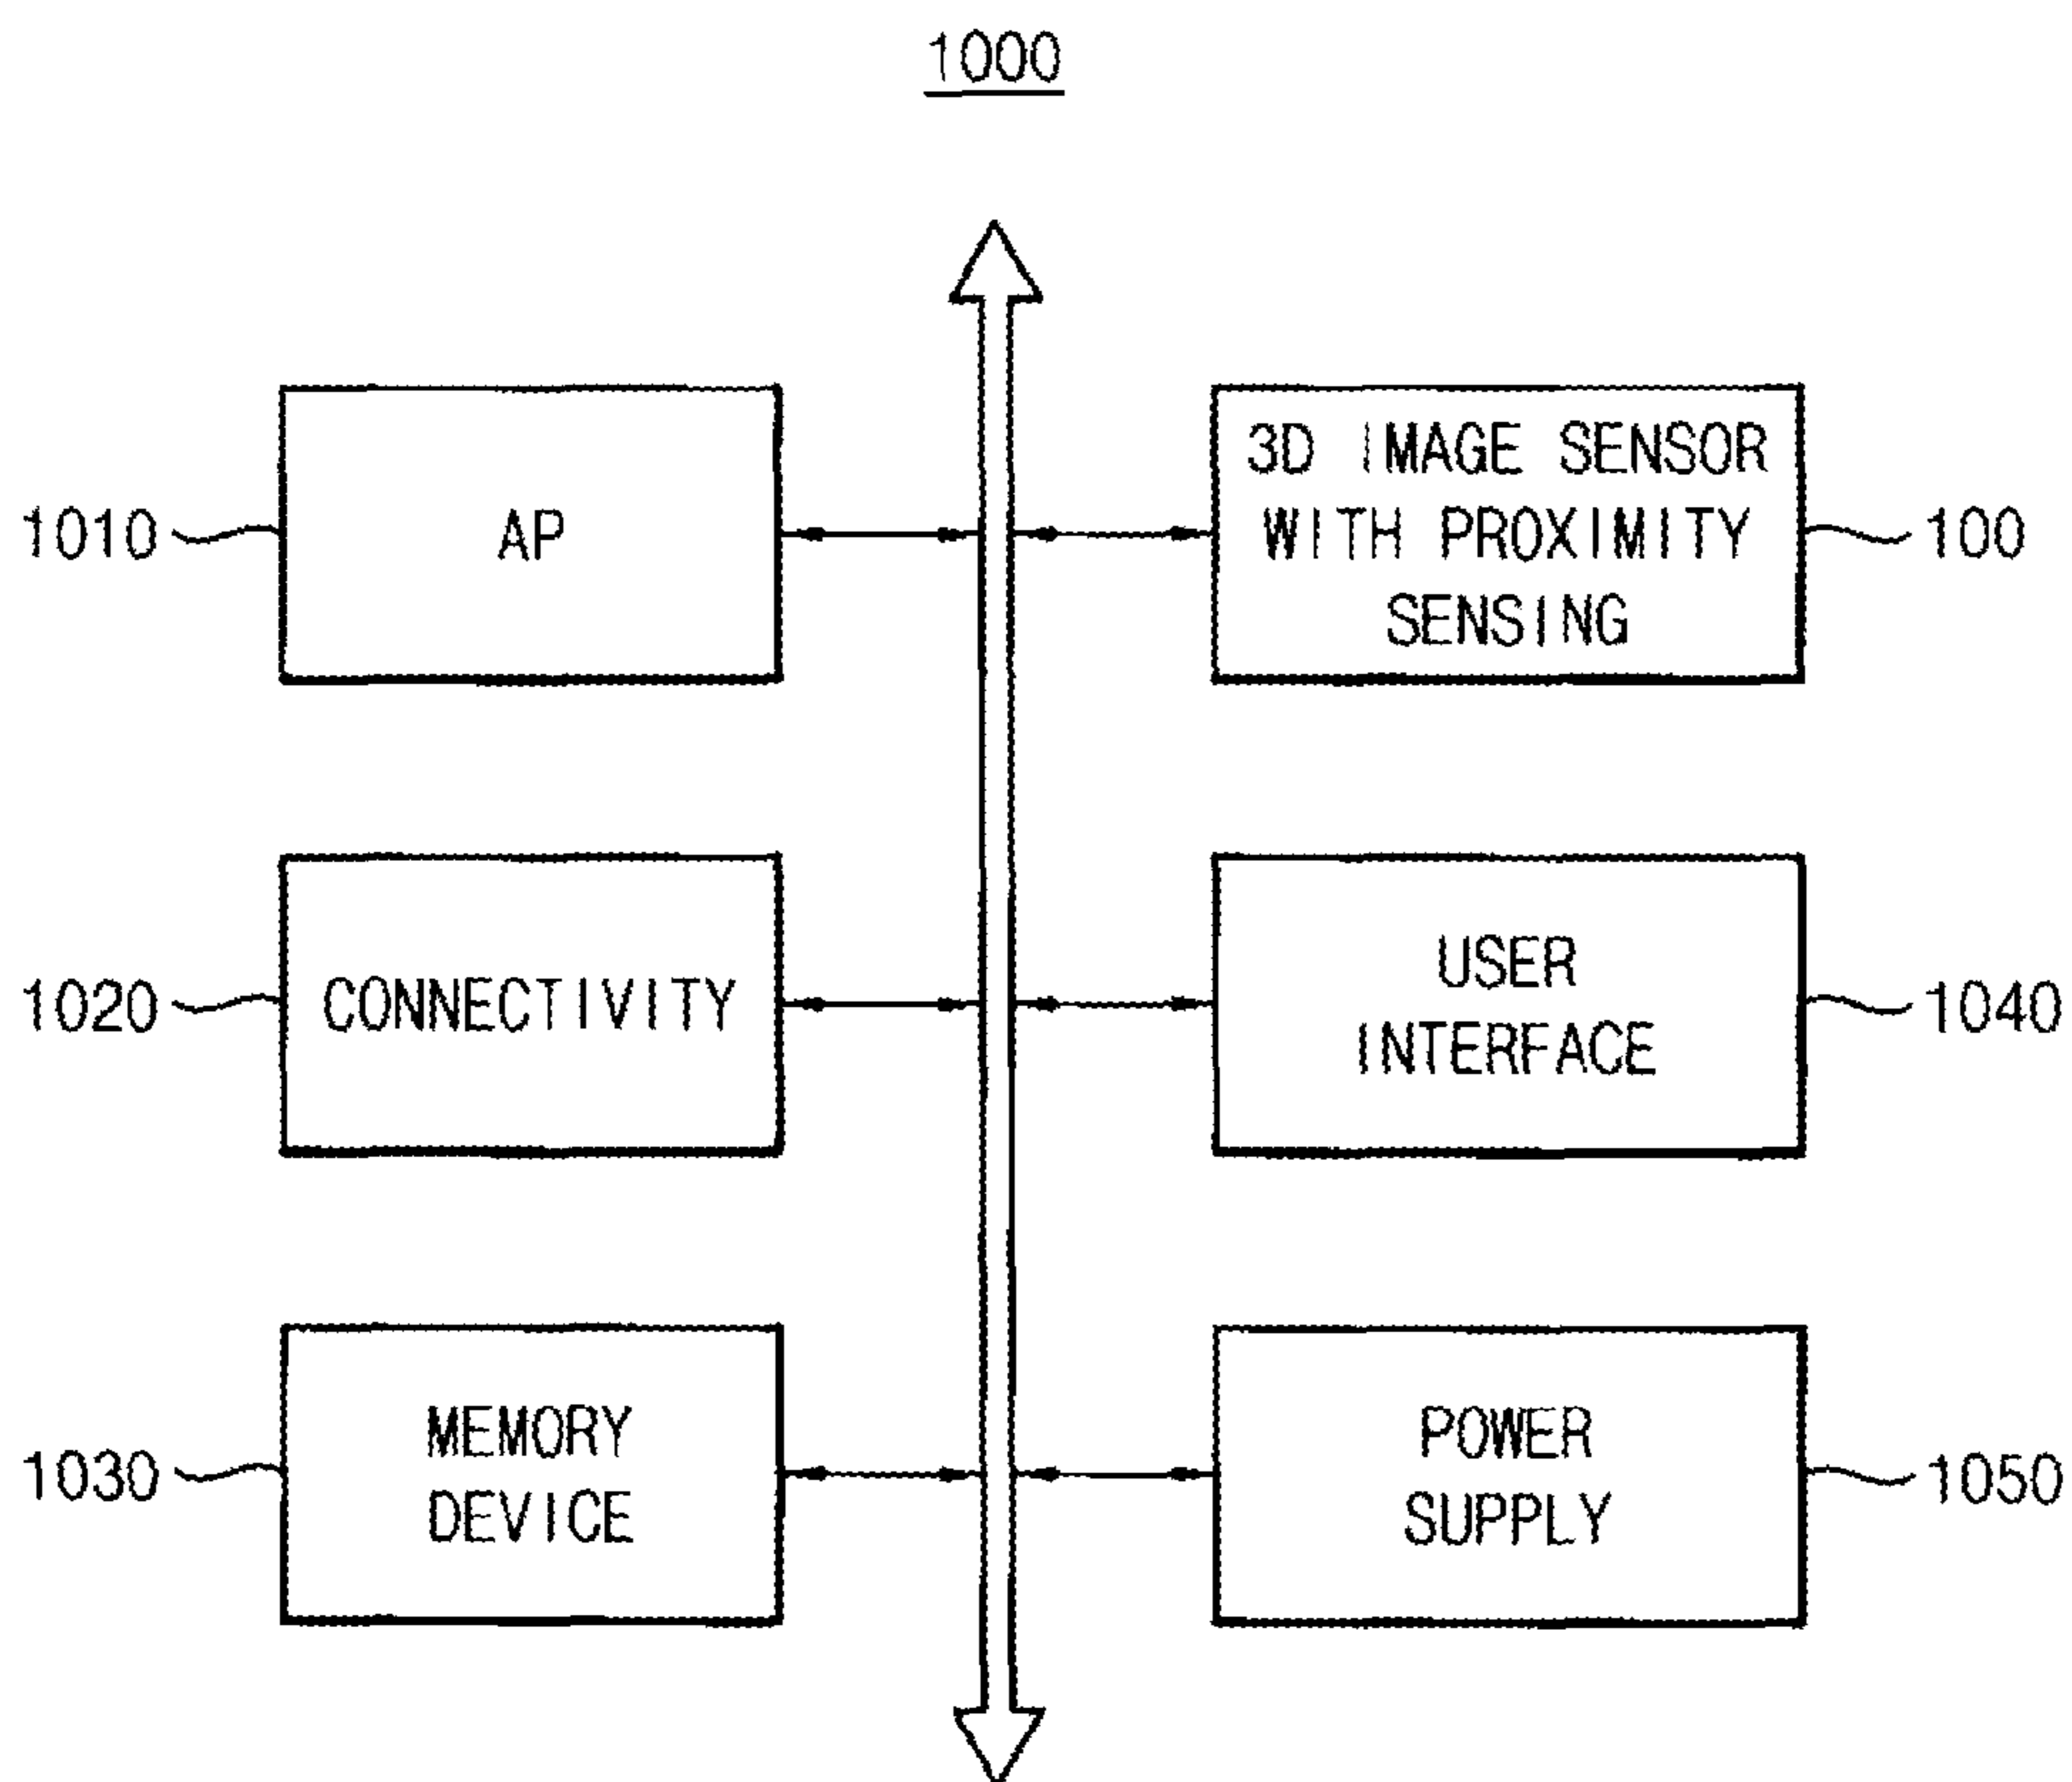 1000
1010
AP
3D IMAGE SENSOR
WITH PROXIMITY
SENSING
100
1020
CONNECTIVITY
USER
INTERFACE
1040
1030
MEMORY
DEVICE
POWER
SUPPLY
1050